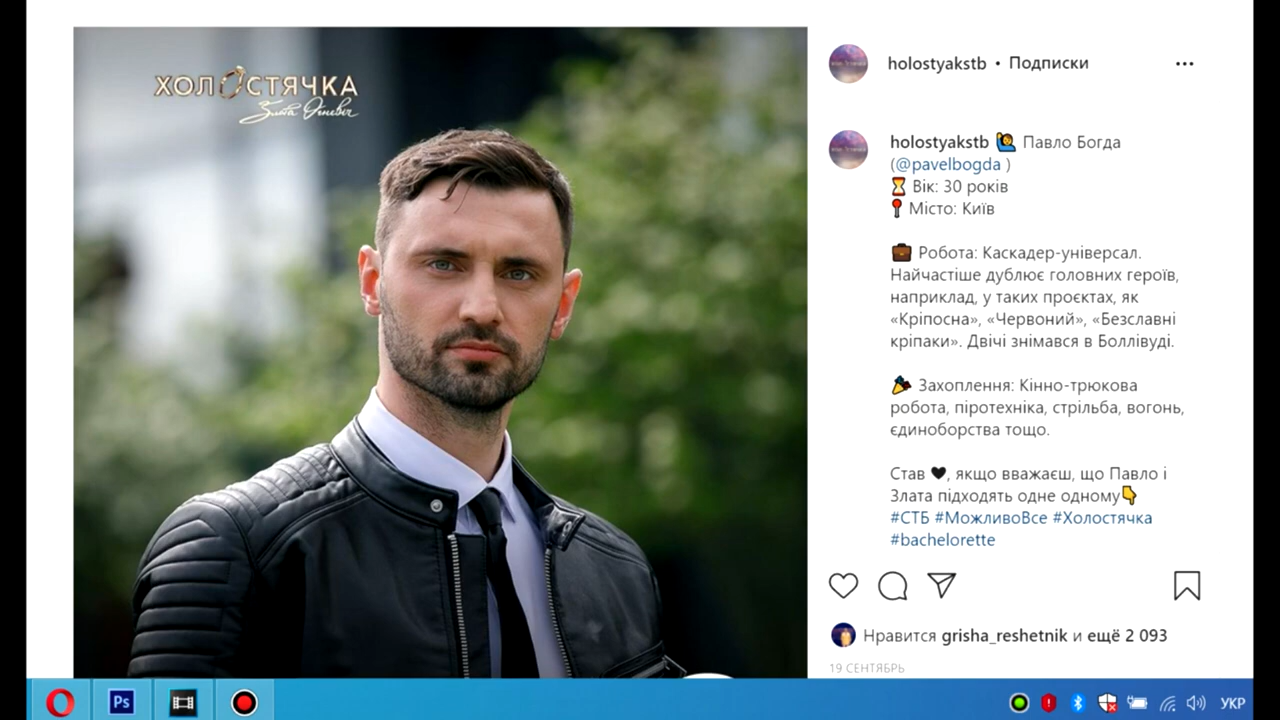 ХОЛОСТЯЧКА
Злата Огнєвіч
holostyakstb • Подписки
holostyakstb 🙋‍♂️ Павло Богда
(@pavelbogda )
⏳ Вік: 30 років
📍 Місто: Київ
💼 Робота: Каскадер-універсал.
Найчастіше дублює головних героїв,
наприклад, у таких проєктах, як
«Кріпосна», «Червоний», «Безславні
кріпаки». Двічі знімався в Боллівуді.
🎉 Захоплення: Кінно-трюкова
робота, піротехніка, стрільба, вогонь,
єдиноборства тощо.
Став 🖤, якщо вважаєш, що Павло і
Злата підходять одне одному👇
#СТБ #МожливоВсе #Холостячка
#bachelorette
Нравится grisha_reshetnik и ещё 2 093
19 СЕНТЯБРЬ
Ps
УКР